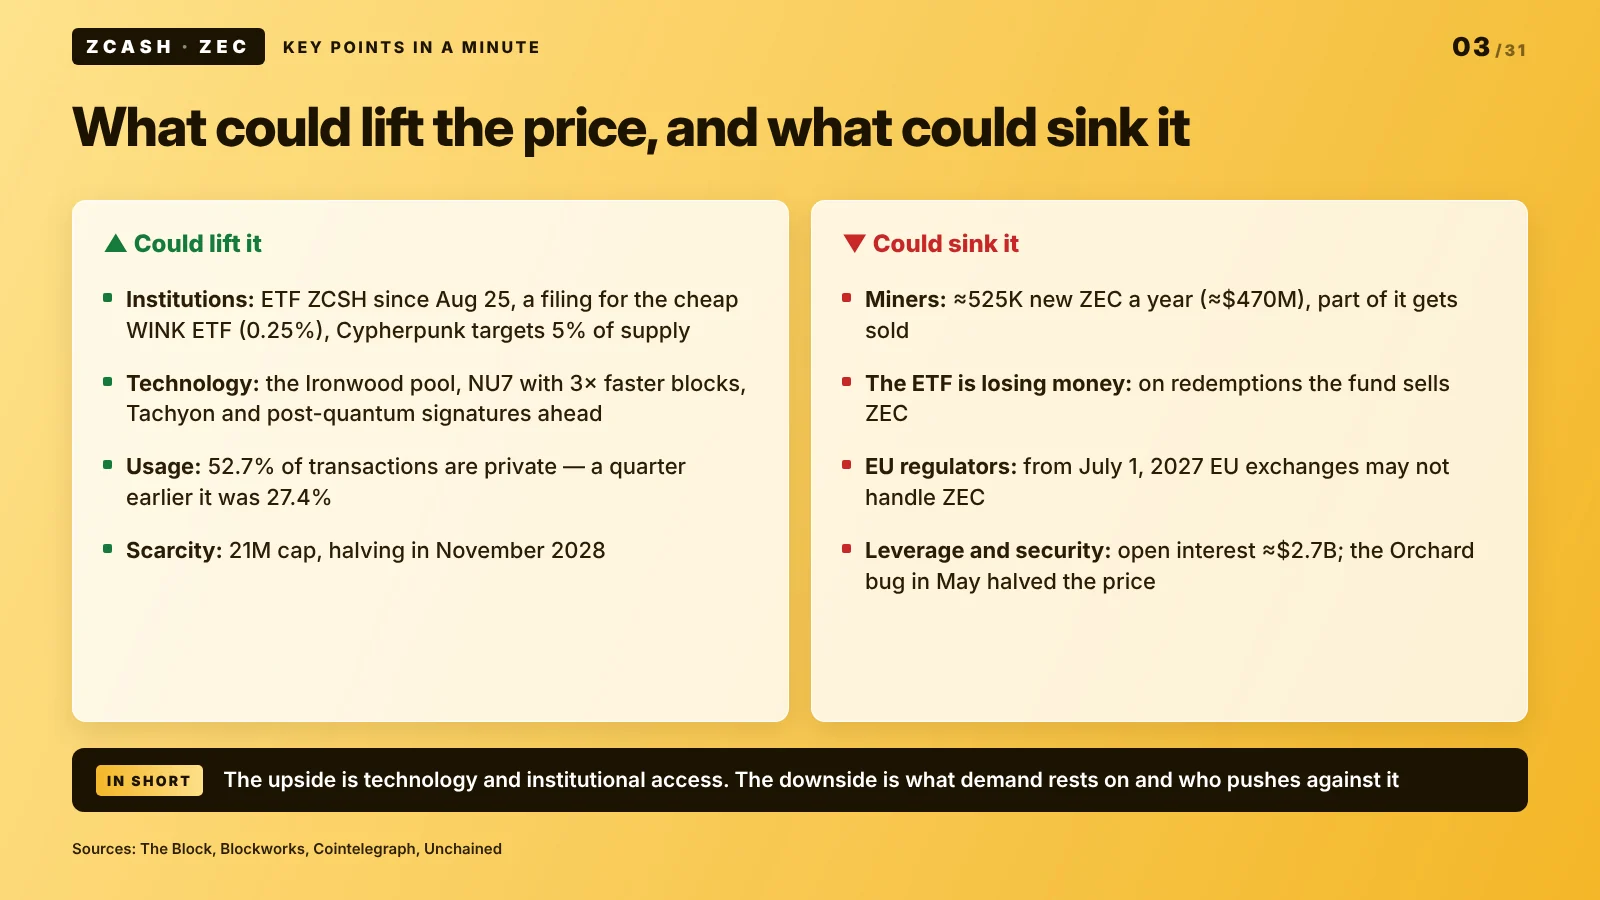 ZCASH · ZEC KEY POINTS IN A MINUTE
03/31
What could lift the price, and what could sink it
▲ Could lift it
Institutions: ETF ZCSH since Aug 25, a filing for the cheap
WINK ETF (0.25%), Cypherpunk targets 5% of supply
Technology: the Ironwood pool, NU7 with 3× faster blocks,
Tachyon and post-quantum signatures ahead
Usage: 52.7% of transactions are private — a quarter
earlier it was 27.4%
Scarcity: 21M cap, halving in November 2028
▼ Could sink it
Miners: ≈525K new ZEC a year (≈$470M), part of it gets
sold
The ETF is losing money: on redemptions the fund sells
ZEC
EU regulators: from July 1, 2027 EU exchanges may not
handle ZEC
Leverage and security: open interest ≈$2.7B; the Orchard
bug in May halved the price
IN SHORT The upside is technology and institutional access. The downside is what demand rests on and who pushes against it
Sources: The Block, Blockworks, Cointelegraph, Unchained